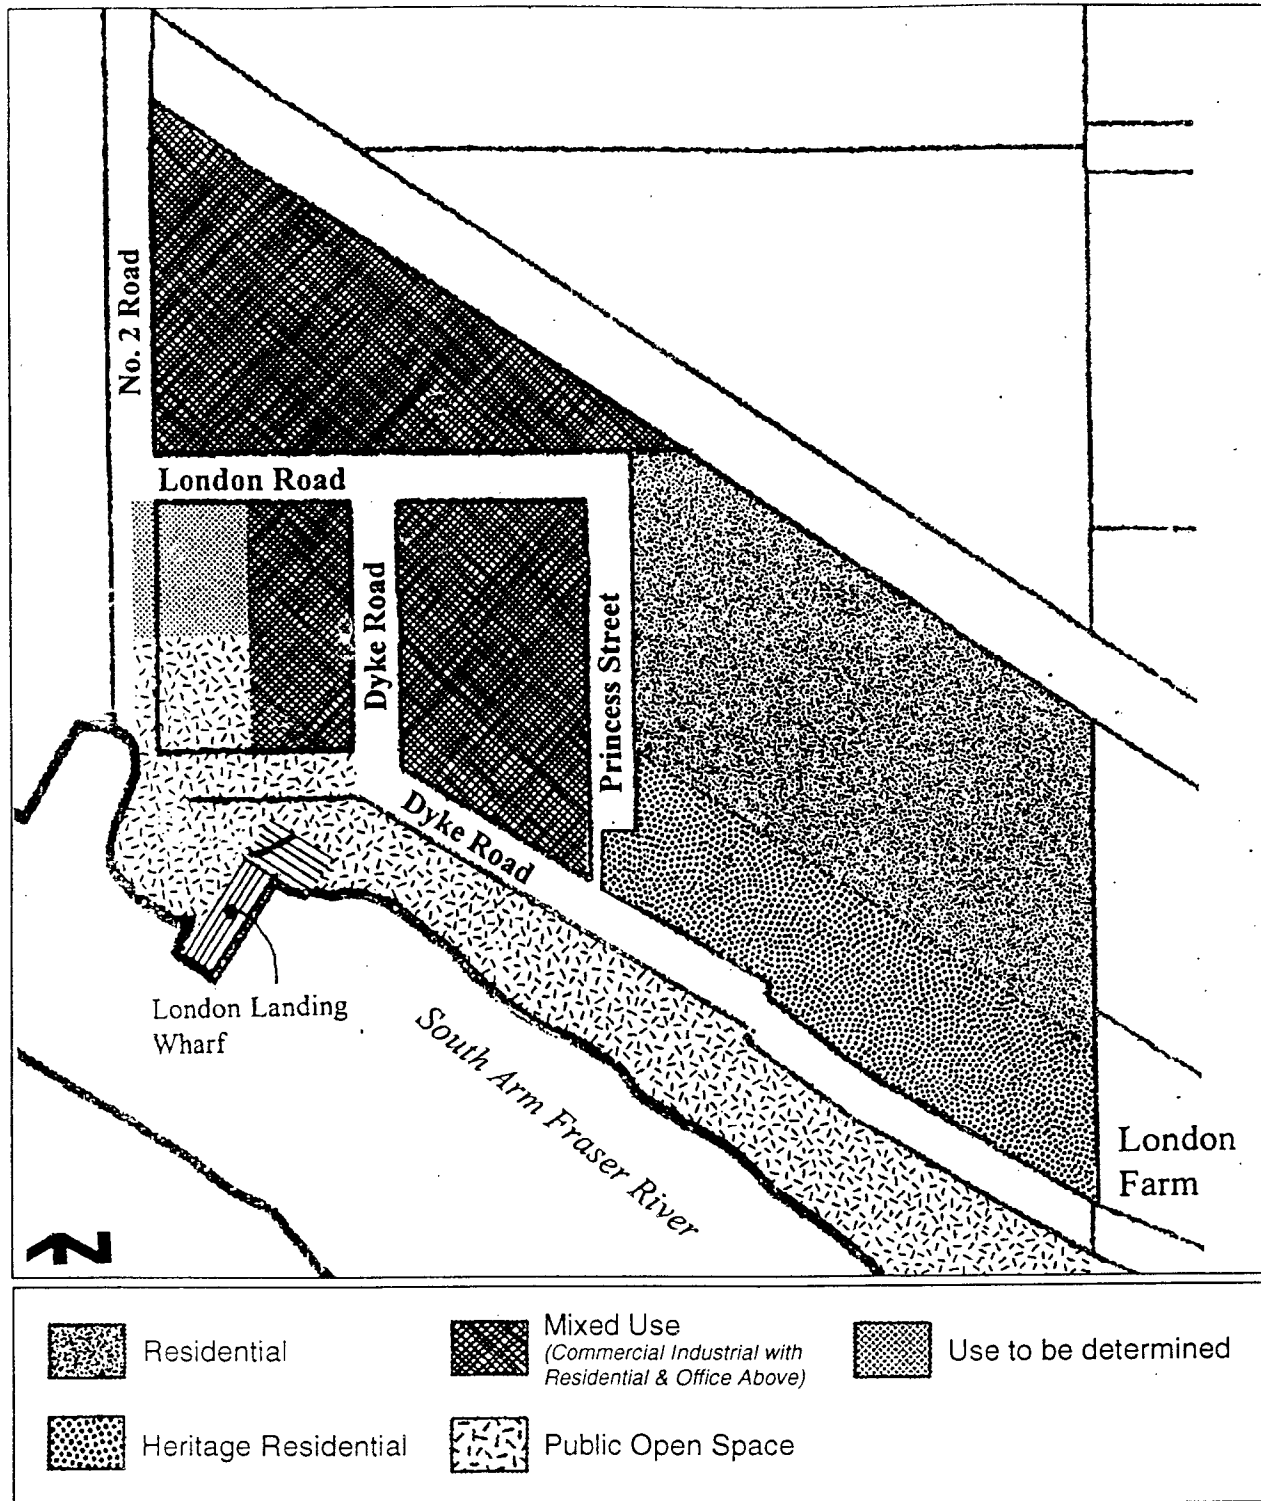 No. 2 Road
London Road
Dyke Road
Princess Street
Dyke Road
London Landing
Wharf
South Arm Fraser River
London
Farm
N
Residential
Mixed Use
(Commercial Industrial with
Residential & Office Above)
Use to be determined
Heritage Residential
Public Open Space